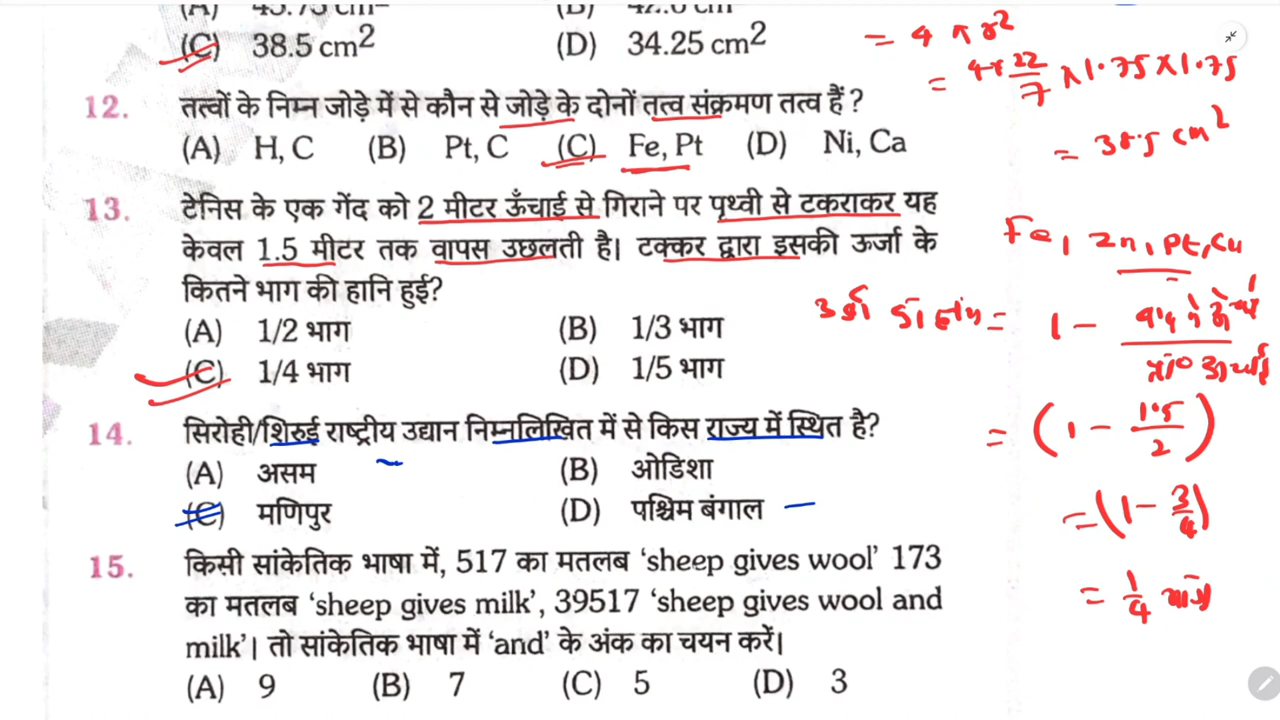 (C) 38.5 cm² (D) 34.25 cm²
12. तत्वों के निम्न जोड़े में से कौन से जोड़े के दोनों तत्व संक्रमण तत्व हैं ?
(A) H, C (B) Pt, C (C) Fe, Pt (D) Ni, Ca
13. टेनिस के एक गेंद को 2 मीटर ऊँचाई से गिराने पर पृथ्वी से टकराकर यह
केवल 1.5 मीटर तक वापस उछलती है। टक्कर द्वारा इसकी ऊर्जा के
कितने भाग की हानि हुई?
(A) 1/2 भाग (B) 1/3 भाग
(C) 1/4 भाग (D) 1/5 भाग
14. सिरोही/शिरुई राष्ट्रीय उद्यान निम्नलिखित में से किस राज्य में स्थित है?
(A) असम (B) ओडिशा
(C) मणिपुर (D) पश्चिम बंगाल
15. किसी सांकेतिक भाषा में, 517 का मतलब ‘sheep gives wool’ 173
का मतलब ‘sheep gives milk’, 39517 ‘sheep gives wool and
milk’। तो सांकेतिक भाषा में ‘and’ के अंक का चयन करें।
(A) 9 (B) 7 (C) 5 (D) 3
= 4 π r²
= 4 × 22/7 × 1.75 × 1.75
= 38.5 cm²
Fe, Zn, Pt, Cu
= 1 -
= (1 - 1.5/2)
= (1 - 3/4)
= 1/4 भाग